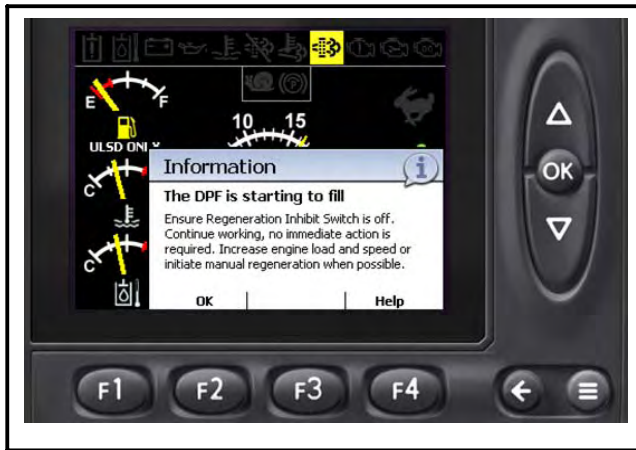 E F
ULSD ONLY
10 15
C
C
Information i
The DPF is starting to fill
Ensure Regeneration Inhibit Switch is off.
Continue working, no immediate action is
required. Increase engine load and speed or
initiate manual regeneration when possible.
OK Help
OK
F1 F2 F3 F4